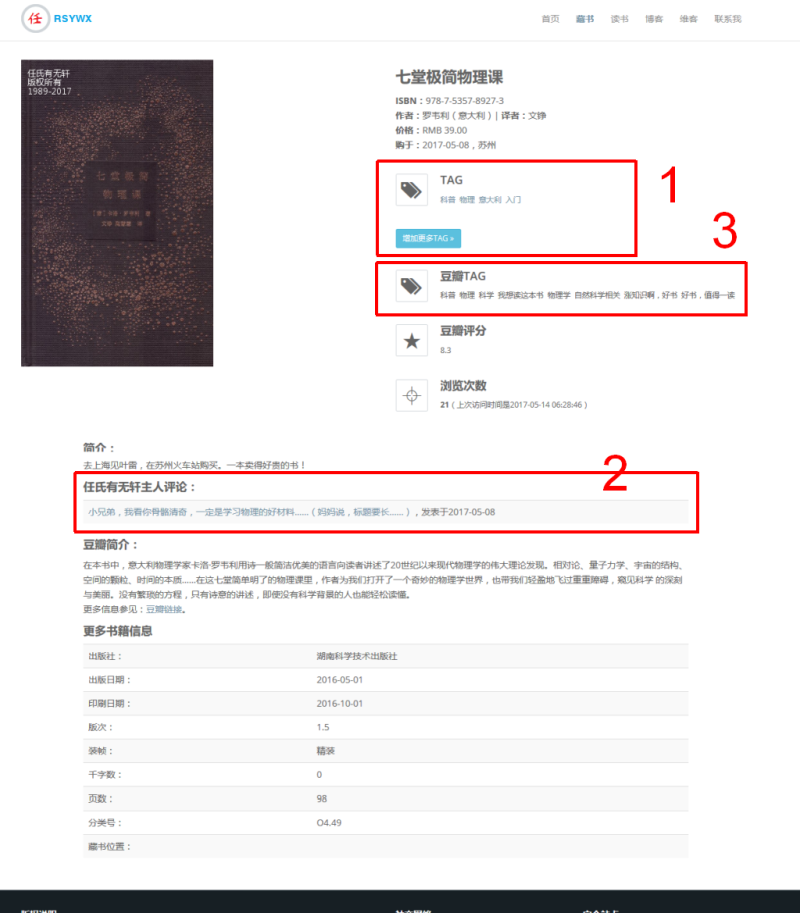 任 RSYWX
首页 藏书 读书 博客 维客 联系我
任氏有无轩
版权所有
1989-2017
七堂极简
物理课
七堂极简物理课
ISBN：978-7-5357-8927-3
作者：罗韦利（意大利）| 译者：文铮
价格：RMB 39.00
购于：2017-05-08，苏州
1
TAG
科普 物理 意大利 入门
增加更多TAG »
3
豆瓣TAG
科普 物理 科学 我想读这本书 物理学 自然科学相关 涨知识啊，好书 好书，值得一读
豆瓣评分
8.3
浏览次数
21（上次访问时间是2017-05-14 06:28:46）
简介：
去上海见叶雷，在苏州火车站购买。一本卖得好贵的书！
2
任氏有无轩主人评论：
小兄弟，我看你骨骼清奇，一定是学习物理的好材料……（妈妈说，标题要长……），发表于2017-05-08
豆瓣简介：
在本书中，意大利物理学家卡洛·罗韦利用诗一般简洁优美的语言向读者讲述了20世纪以来现代物理学的伟大理论发现。相对论、量子力学、宇宙的结构、
空间的颗粒、时间的本质……在这七堂简单明了的物理课里，作者为我们打开了一个奇妙的物理学世界，也带我们轻盈地飞过重重障碍，窥见科学 的深刻
与美丽。没有繁琐的方程，只有诗意的讲述，即使没有科学背景的人也能轻松读懂。
更多信息参见：豆瓣链接。
更多书籍信息
出版社： 湖南科学技术出版社
出版日期： 2016-05-01
印刷日期： 2016-10-01
版次： 1.5
装帧： 精装
千字数： 0
页数： 98
分类号： O4.49
藏书位置：